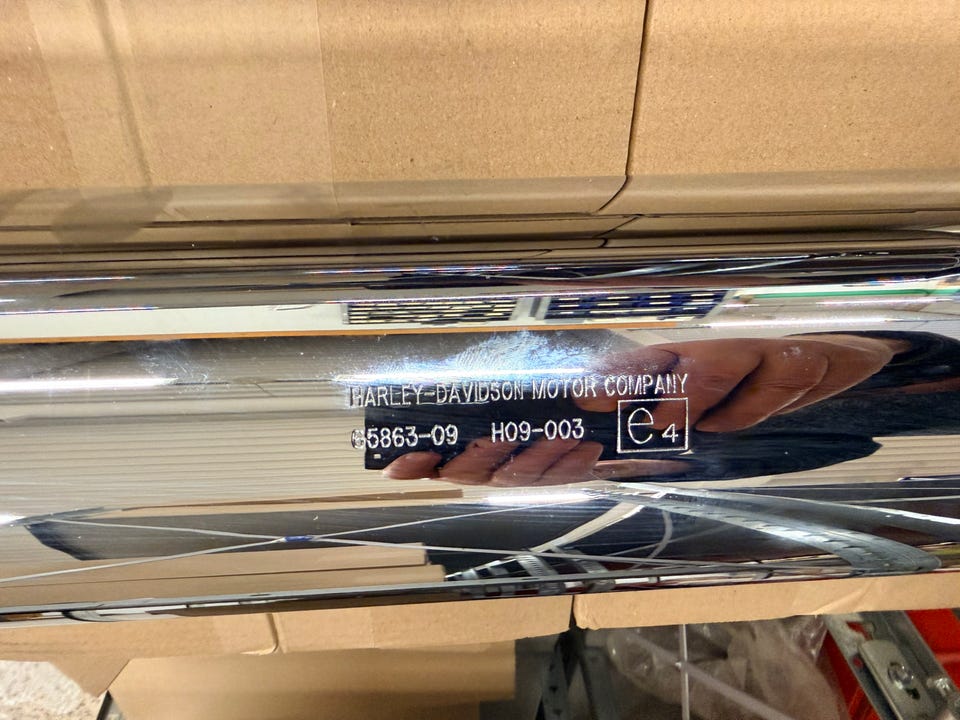 HARLEY-DAVIDSON MOTOR COMPANY
65863-09 H09-003 e4